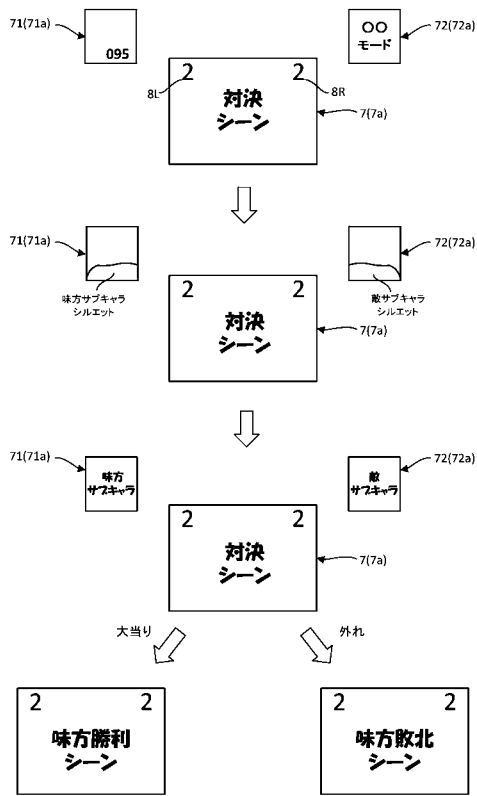 71(71a)
095
○○
モード
72(72a)
2
2
8L
8R
対決
シーン
7(7a)
71(71a)
味方サブキャラ
シルエット
72(72a)
敵サブキャラ
シルエット
2
2
対決
シーン
7(7a)
71(71a)
味方
サブキャラ
72(72a)
敵
サブキャラ
2
2
対決
シーン
7(7a)
大当り
外れ
2
2
味方勝利
シーン
2
2
味方敗北
シーン